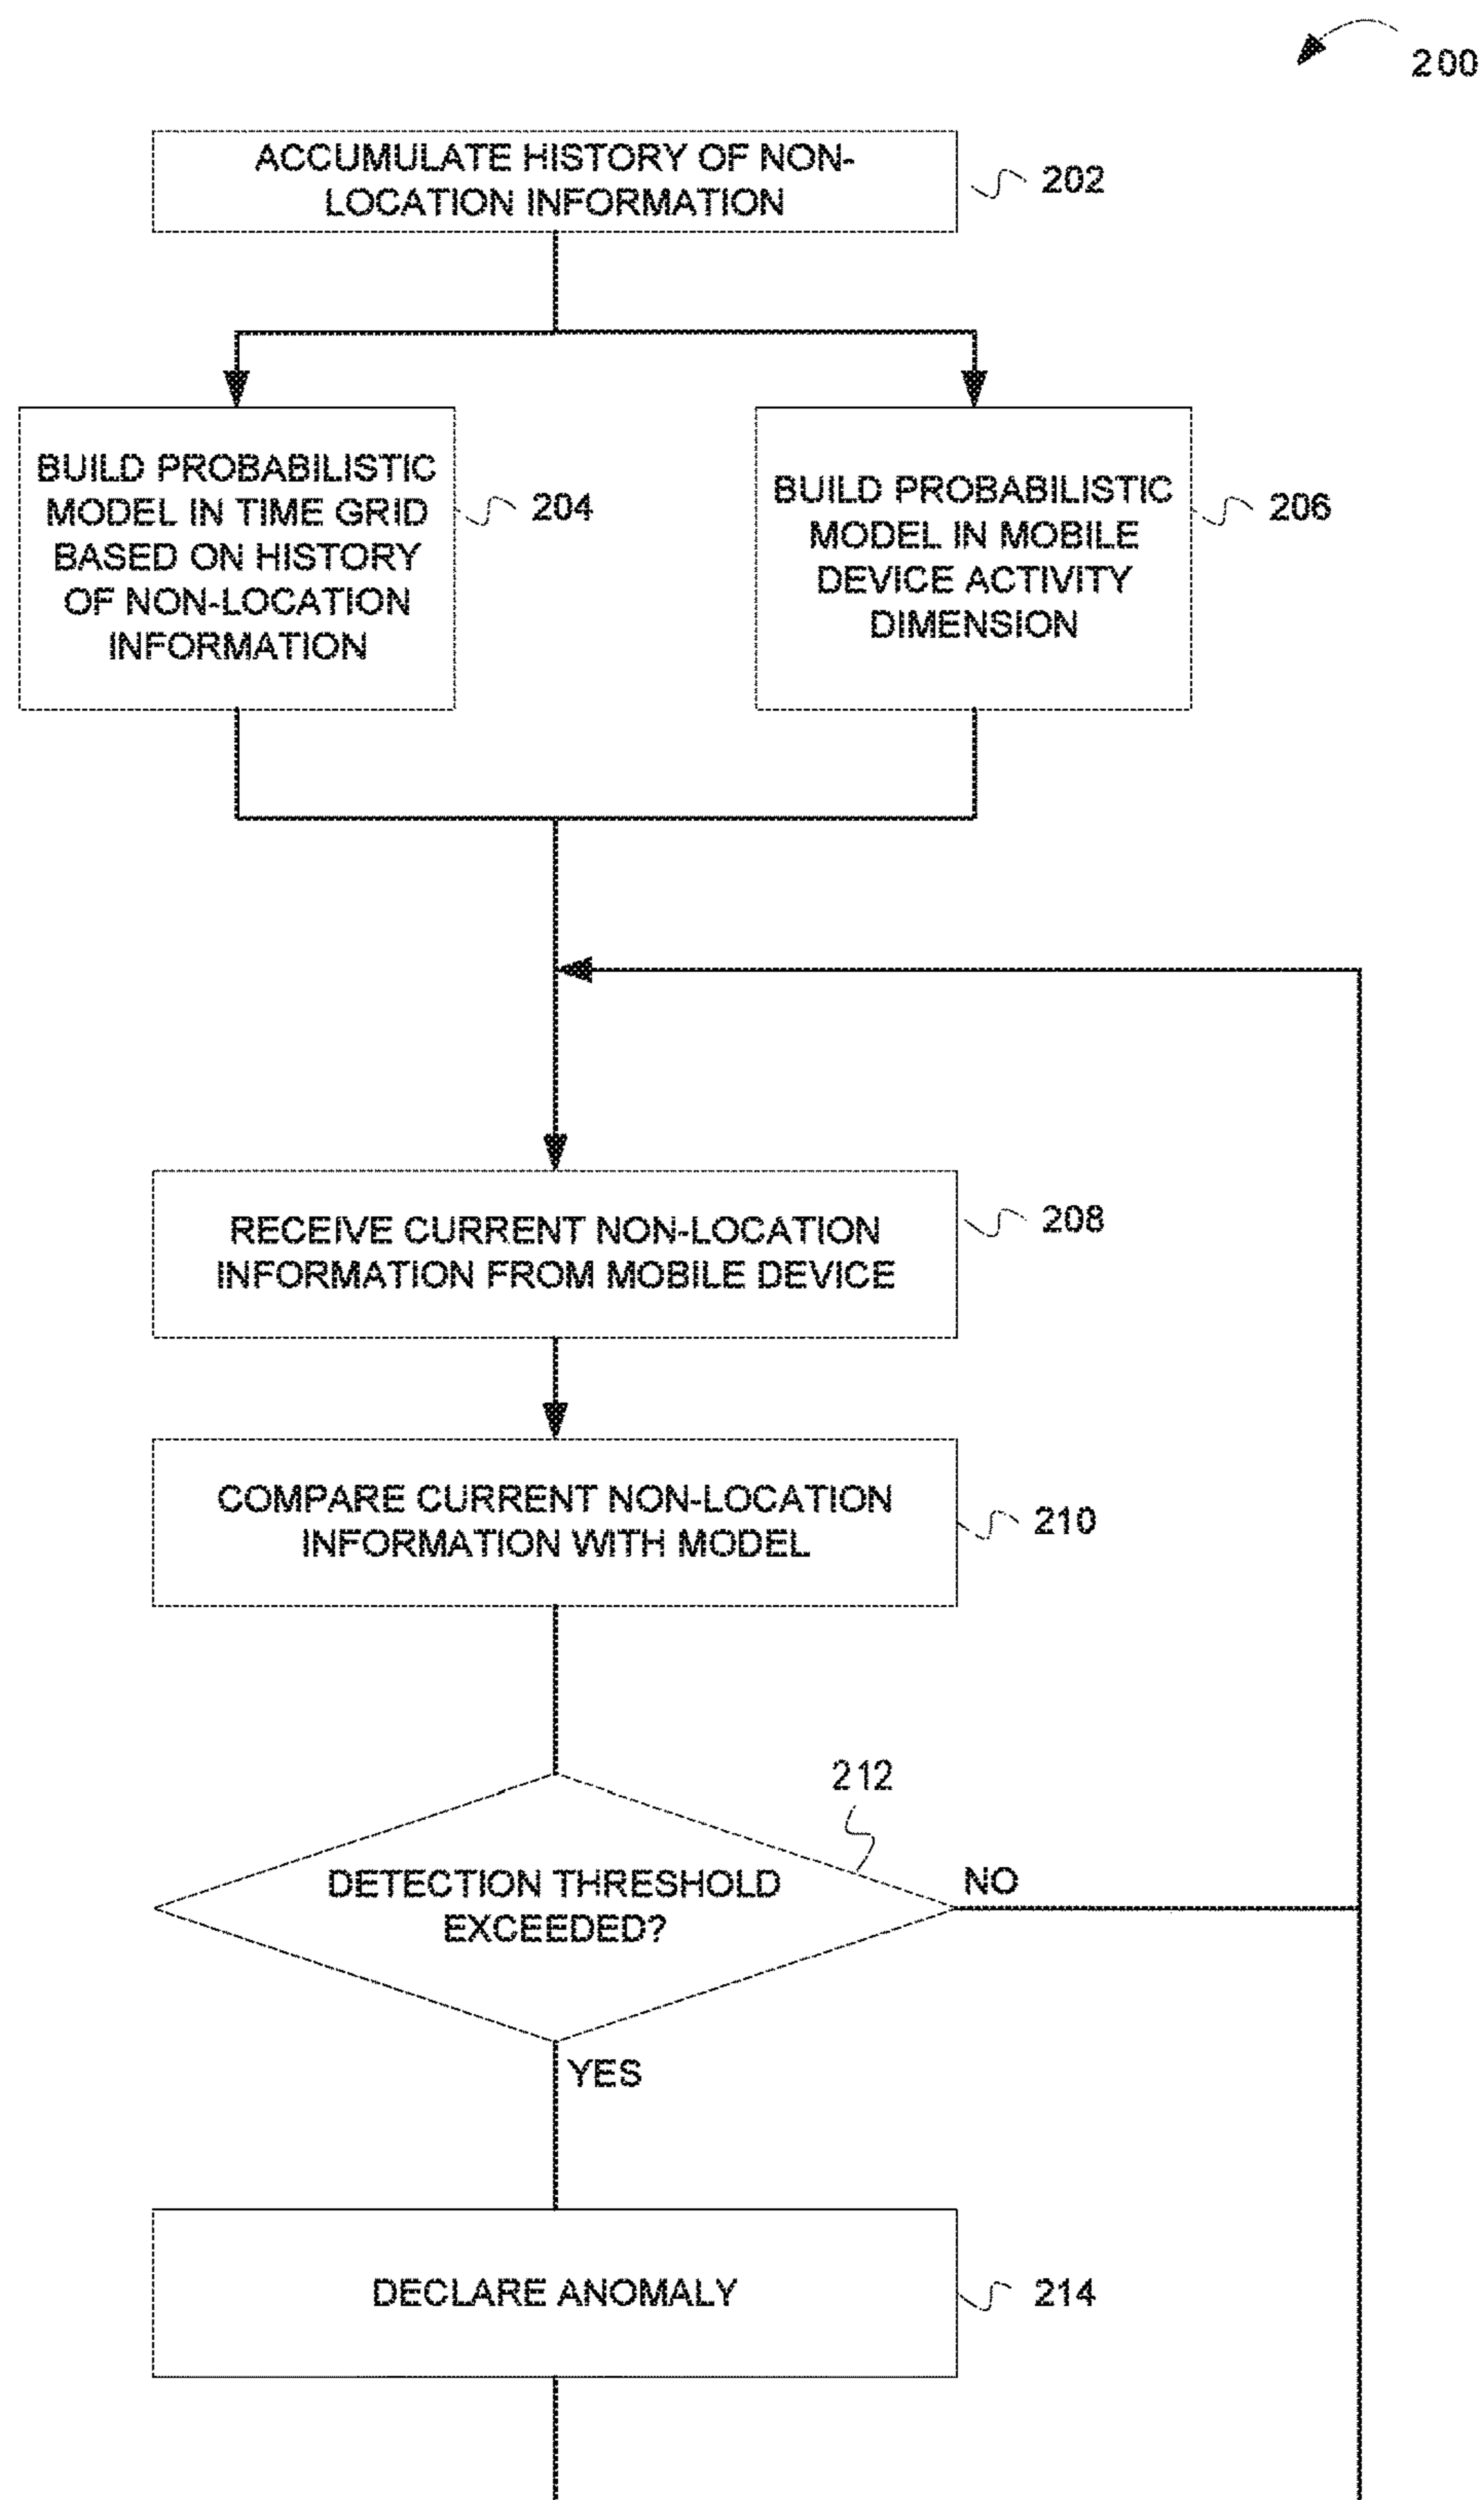 200
ACCUMULATE HISTORY OF NON-
LOCATION INFORMATION
202
BUILD PROBABILISTIC
MODEL IN TIME GRID
BASED ON HISTORY
OF NON-LOCATION
INFORMATION
204
BUILD PROBABILISTIC
MODEL IN MOBILE
DEVICE ACTIVITY
DIMENSION
206
RECEIVE CURRENT NON-LOCATION
INFORMATION FROM MOBILE DEVICE
208
COMPARE CURRENT NON-LOCATION
INFORMATION WITH MODEL
210
212
DETECTION THRESHOLD
EXCEEDED?
NO
YES
DECLARE ANOMALY
214